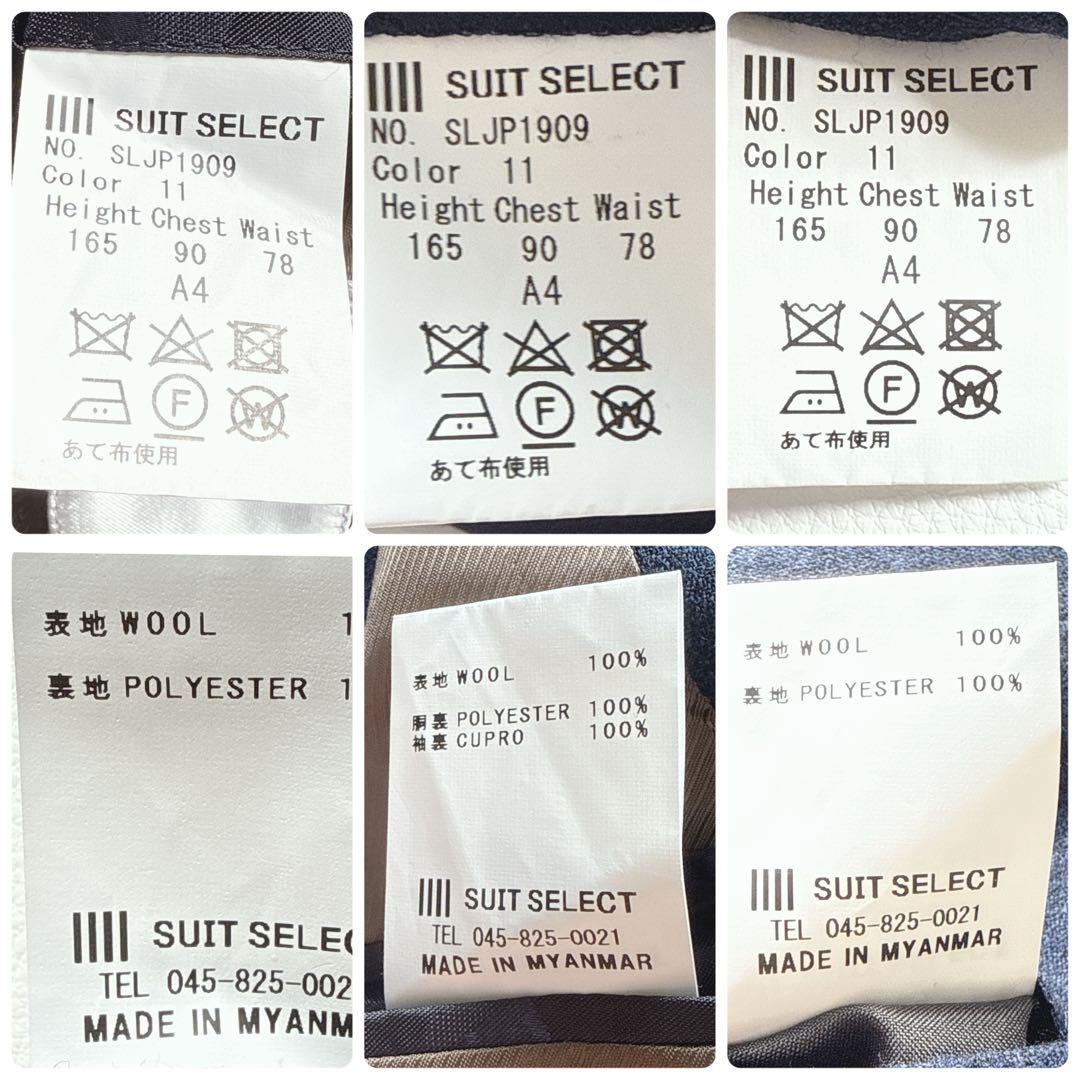 SUIT SELECT
NO. SLJP1909
Color 11
Height Chest Waist
165 90 78
A4
F
W
あて布使用
SUIT SELECT
NO. SLJP1909
Color 11
Height Chest Waist
165 90 78
A4
F
W
あて布使用
SUIT SELECT
NO. SLJP1909
Color 11
Height Chest Waist
165 90 78
A4
F
W
あて布使用
表地 WOOL 1
裏地 POLYESTER 1
SUIT SELEC
TEL 045-825-002
MADE IN MYANM
表地 WOOL 100%
胴裏 POLYESTER 100%
袖裏 CUPRO 100%
SUIT SELECT
TEL 045-825-0021
MADE IN MYANMAR
表地 WOOL 100%
裏地 POLYESTER 100%
SUIT SELECT
TEL 045-825-0021
MADE IN MYANMAR